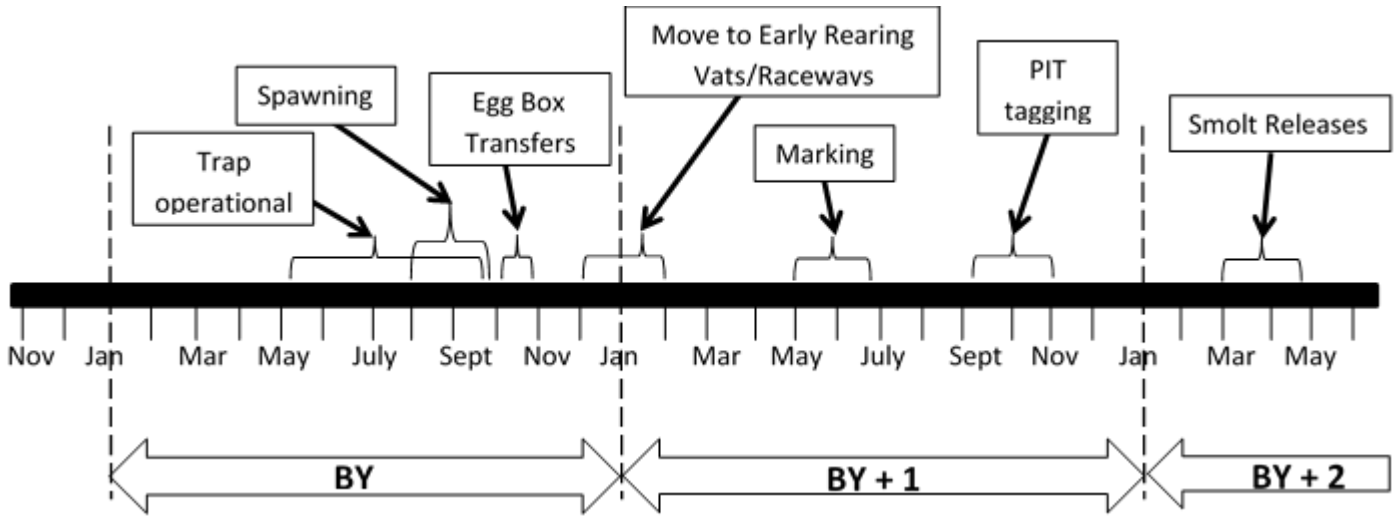 Move to Early Rearing
Vats/Raceways
PIT
tagging
Spawning
Egg Box
Transfers
Smolt Releases
Marking
Trap
operational
Nov Jan Mar May July Sept Nov Jan Mar May July Sept Nov Jan Mar May
BY BY + 1 BY + 2